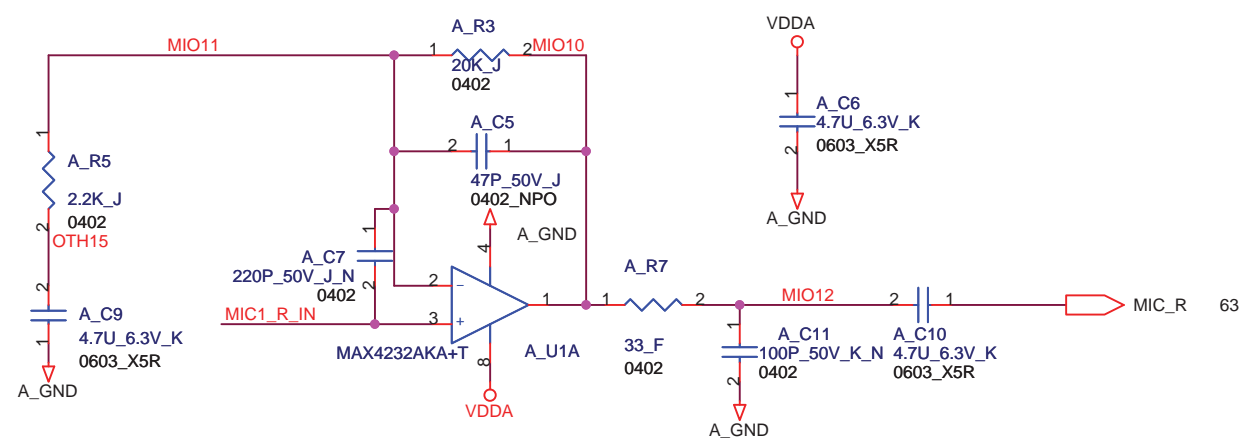 A_R3
VDDA
MIO11
1
2
MIO10
20K_J
0402
1
A_C6
4.7U_6.3V_K
0603_X5R
2
A_GND
1
A_R5
2.2K_J
0402
2
OTH15
A_C5
2
1
47P_50V_J
0402_NPO
A_GND
4
1
A_C7
220P_50V_J_N
0402
2
2
A_R7
2
A_C9
4.7U_6.3V_K
0603_X5R
1
A_GND
MIC1_R_IN
3
−
+
1
1
2
MIO12
2
1
MIC_R
63
MAX4232AKA+T
A_U1A
33_F
0402
1
A_C11
100P_50V_K_N
0402
2
A_C10
4.7U_6.3V_K
0603_X5R
8
VDDA
A_GND